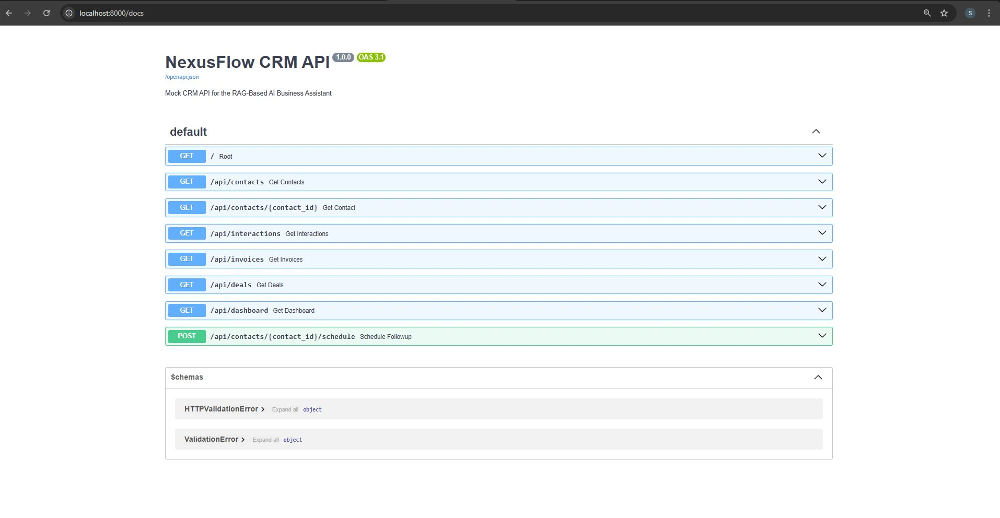 localhost:8000/docs
S
NexusFlow CRM API 1.0.0 OAS 3.1
/openapi.json
Mock CRM API for the RAG-Based AI Business Assistant
default
GET / Root
GET /api/contacts Get Contacts
GET /api/contacts/{contact_id} Get Contact
GET /api/interactions Get Interactions
GET /api/invoices Get Invoices
GET /api/deals Get Deals
GET /api/dashboard Get Dashboard
POST /api/contacts/{contact_id}/schedule Schedule Followup
Schemas
HTTPValidationError Expand all object
ValidationError Expand all object